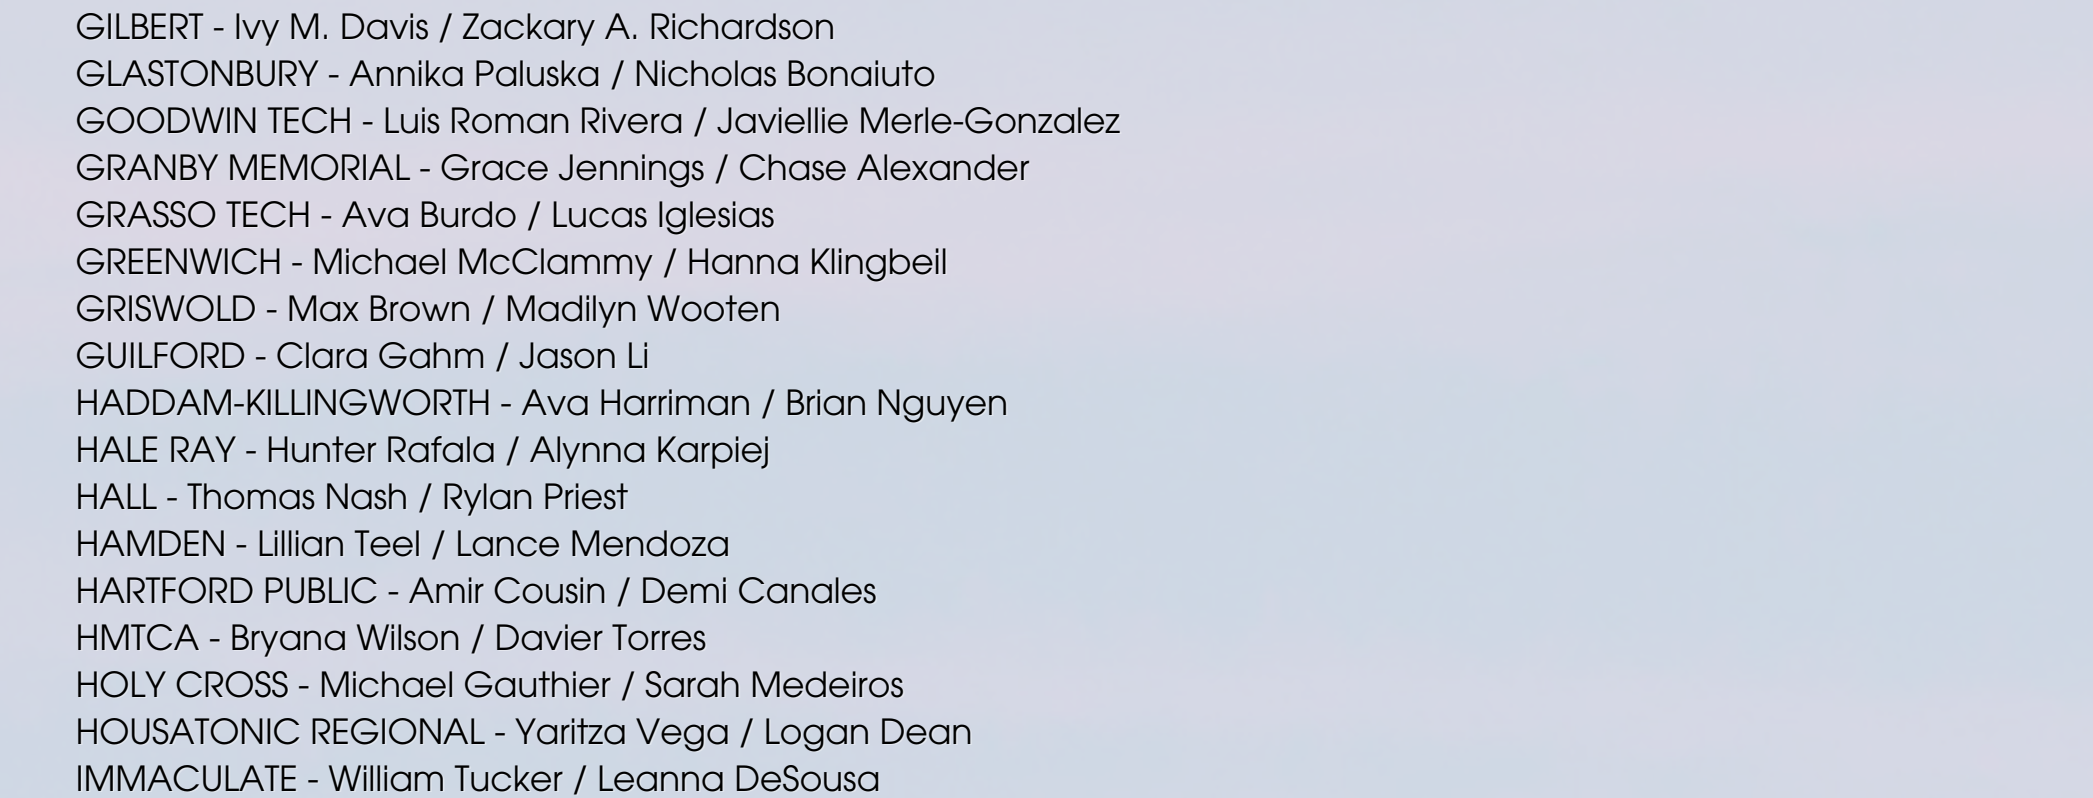 GILBERT - Ivy M. Davis / Zackary A. Richardson
GLASTONBURY - Annika Paluska / Nicholas Bonaiuto
GOODWIN TECH - Luis Roman Rivera / Javiellie Merle-Gonzalez
GRANBY MEMORIAL - Grace Jennings / Chase Alexander
GRASSO TECH - Ava Burdo / Lucas Iglesias
GREENWICH - Michael McClammy / Hanna Klingbeil
GRISWOLD - Max Brown / Madilyn Wooten
GUILFORD - Clara Gahm / Jason Li
HADDAM-KILLINGWORTH - Ava Harriman / Brian Nguyen
HALE RAY - Hunter Rafala / Alynna Karpiej
HALL - Thomas Nash / Rylan Priest
HAMDEN - Lillian Teel / Lance Mendoza
HARTFORD PUBLIC - Amir Cousin / Demi Canales
HMTCA - Bryana Wilson / Davier Torres
HOLY CROSS - Michael Gauthier / Sarah Medeiros
HOUSATONIC REGIONAL - Yaritza Vega / Logan Dean
IMMACULATE - William Tucker / Leanna DeSousa